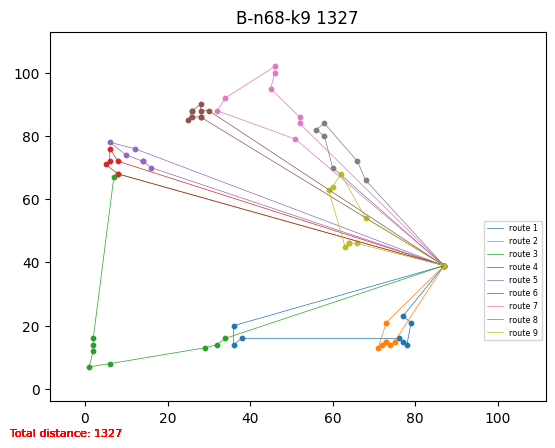 B-n68-k9 1327
100
80
60
40
20
0
0 20 40 60 80 100
route 1
route 2
route 3
route 4
route 5
route 6
route 7
route 8
route 9
Total distance: 1327